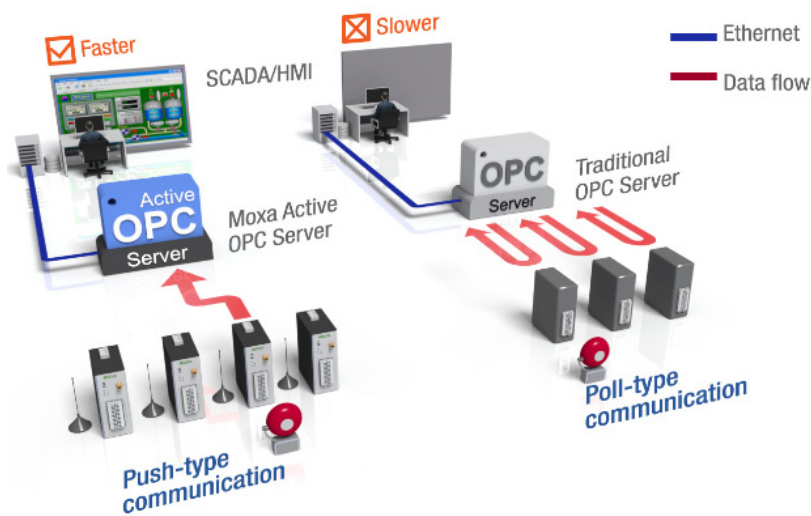 Faster
SCADA/HMI
Slower
Ethernet
Data flow
Active
OPC
Server
Moxa Active
OPC Server
OPC
Server
Traditional
OPC Server
Push-type
communication
Poll-type
communication